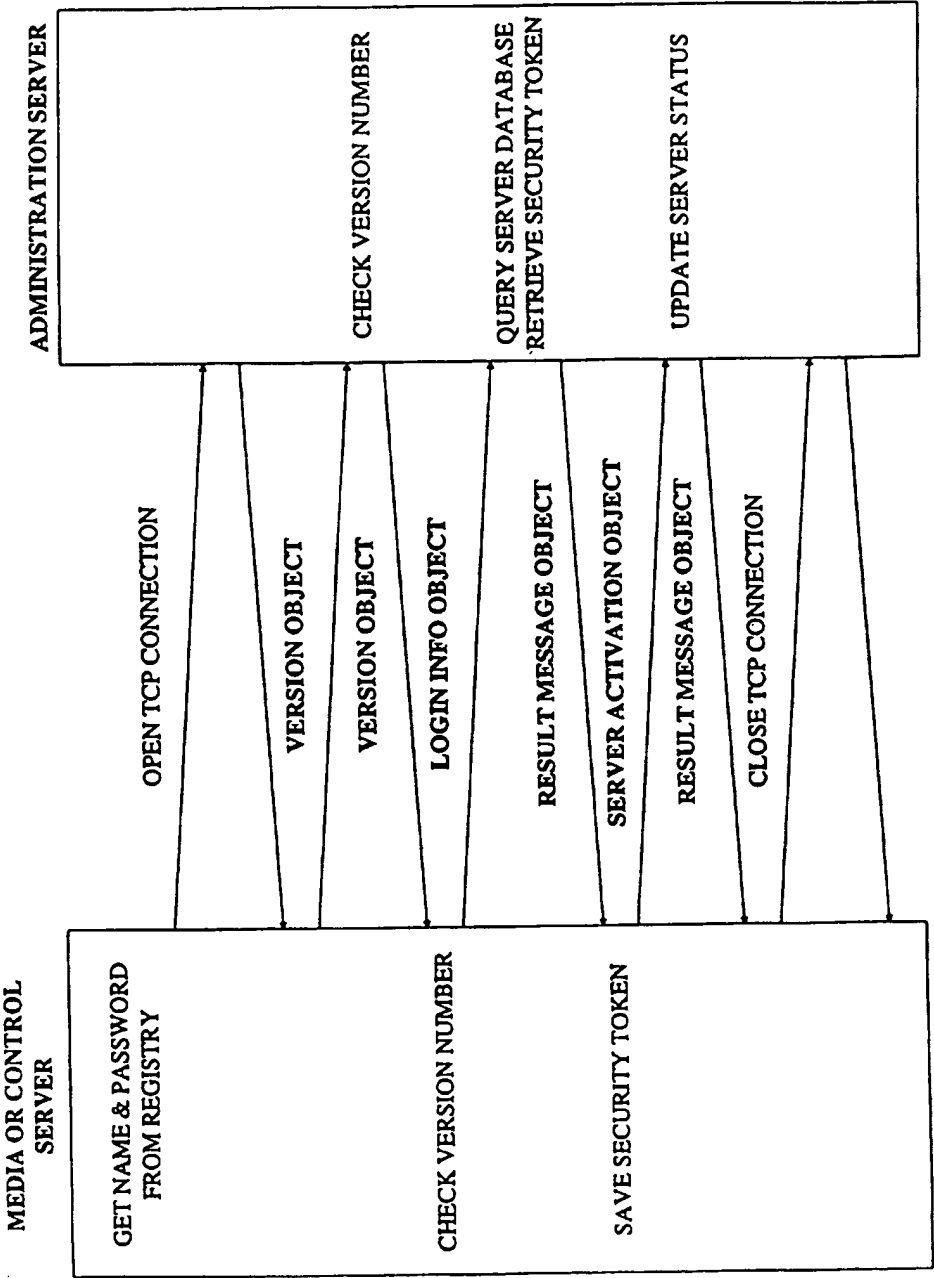 MEDIA OR CONTROL
SERVER
GET NAME & PASSWORD
FROM REGISTRY
CHECK VERSION NUMBER
SAVE SECURITY TOKEN
OPEN TCP CONNECTION
VERSION OBJECT
VERSION OBJECT
LOGIN INFO OBJECT
RESULT MESSAGE OBJECT
SERVER ACTIVATION OBJECT
RESULT MESSAGE OBJECT
CLOSE TCP CONNECTION
ADMINISTRATION SERVER
CHECK VERSION NUMBER
QUERY SERVER DATABASE
RETRIEVE SECURITY TOKEN
UPDATE SERVER STATUS